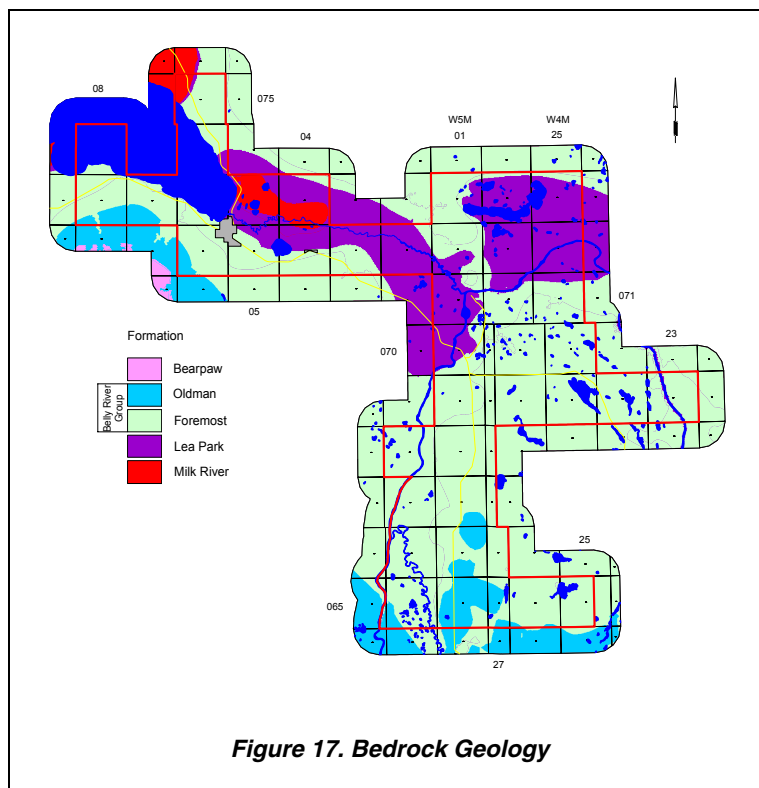 08
075
04
W5M
W4M
01
25
071
23
070
05
Formation
Bearpaw
Belly River
Group
Oldman
Foremost
Lea Park
Milk River
25
065
27
Figure 17. Bedrock Geology